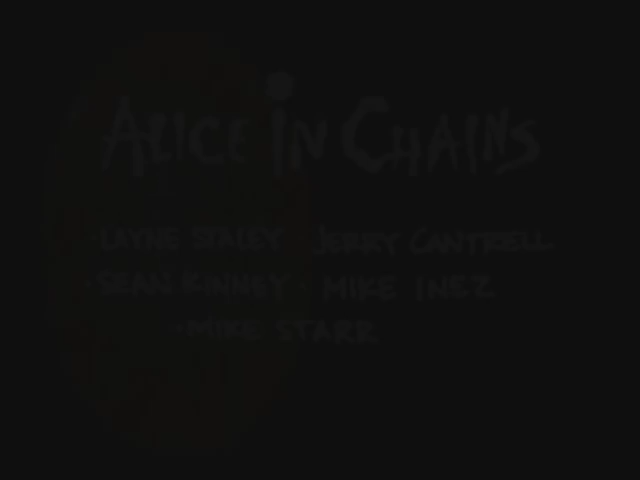 ALICE IN CHAINS
LAYNE STALEY JERRY CANTRELL
SEAN KINNEY MIKE INEZ
MIKE STARR